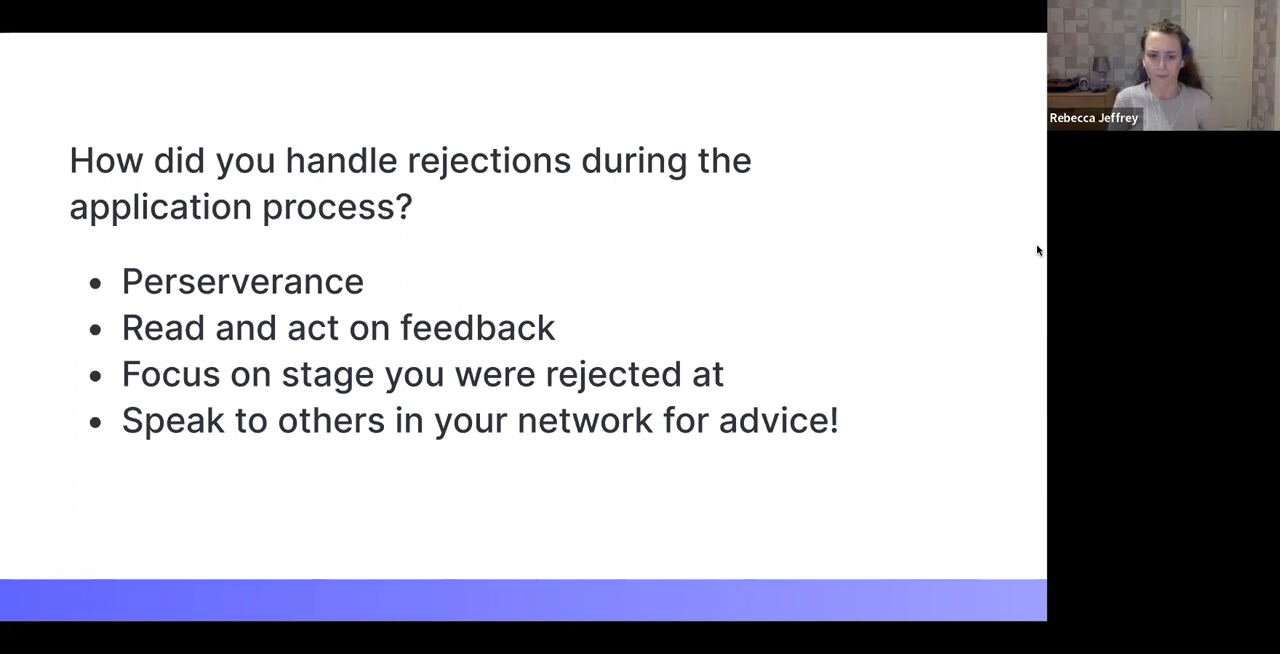 How did you handle rejections during the
application process?
• Perserverance
• Read and act on feedback
• Focus on stage you were rejected at
• Speak to others in your network for advice!
Rebecca Jeffrey